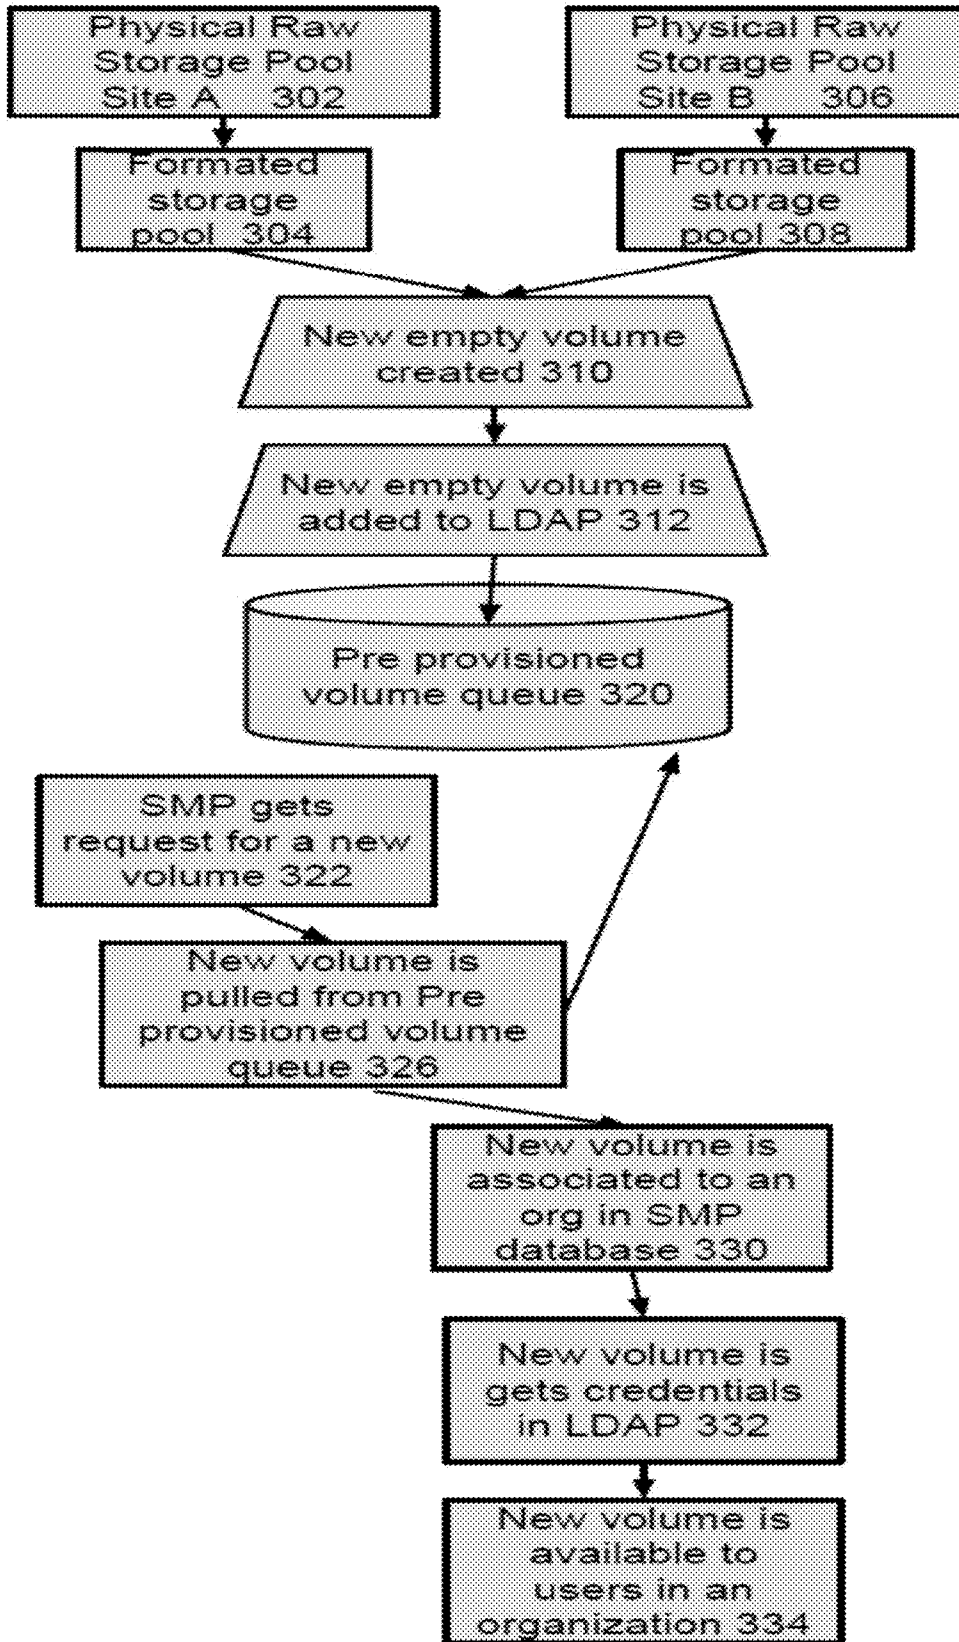 Physical Raw
Storage Pool
Site A 302
Physical Raw
Storage Pool
Site B 306
Formated
storage
pool 304
Formated
storage
pool 308
New empty volume
created 310
New empty volume is
added to LDAP 312
Pre provisioned
volume queue 320
SMP gets
request for a new
volume 322
New volume is
pulled from Pre
provisioned volume
queue 326
New volume is
associated to an
org in SMP
database 330
New volume is
gets credentials
in LDAP 332
New volume is
available to
users in an
organization 334